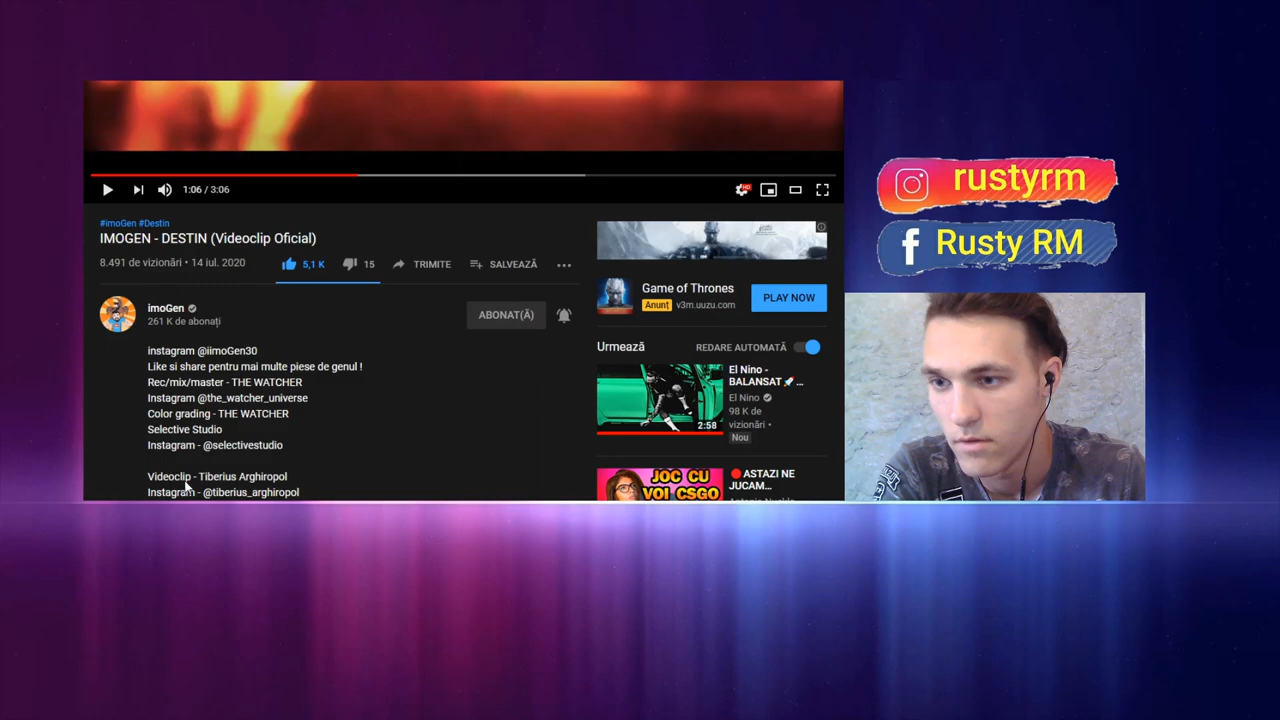 1:06 / 3:06
HD
#imoGen #Destin
IMOGEN - DESTIN (Videoclip Oficial)
8.491 de vizionări • 14 iul. 2020
5,1 K
15
TRIMITE
SALVEAZĂ
imoGen
261 K de abonați
ABONAT(Ă)
instagram @iimoGen30
Like si share pentru mai multe piese de genul !
Rec/mix/master - THE WATCHER
Instagram @the_watcher_universe
Color grading - THE WATCHER
Selective Studio
Instagram - @selectivestudio
Videoclip - Tiberius Arghiropol
Instagram - @tiberius_arghiropol
Game of Thrones
Anunț v3m.uuzu.com
PLAY NOW
Urmează
REDARE AUTOMATĂ
2:58
El Nino -
BALANSAT 🚀 ...
El Nino
98 K de
vizionări •
Nou
JOC CU
VOI CSGO
🔴ASTAZI NE
JUCAM...
rustyrm
f Rusty RM